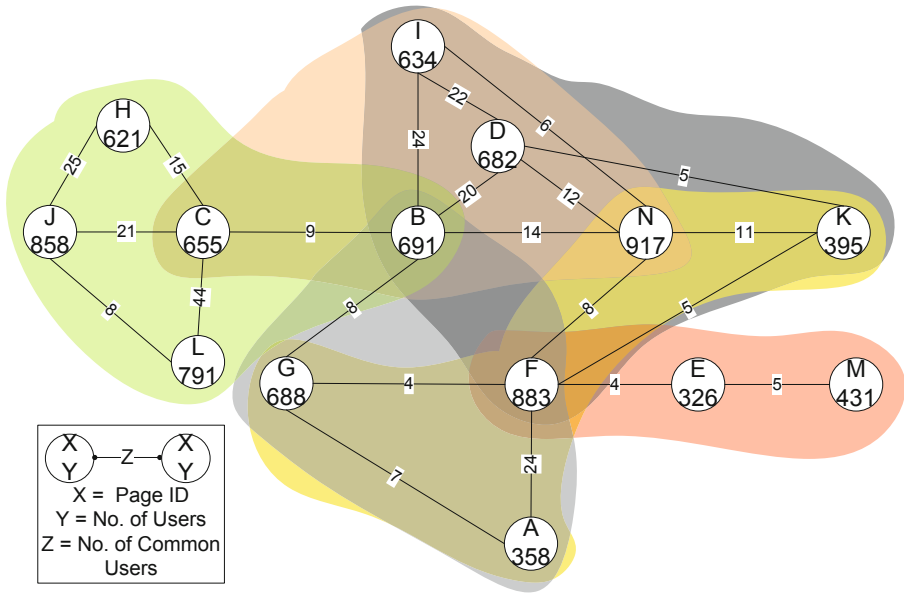 I
634
22
H
621
D
682
6
24
25
15
5
20
12
J
858
21
C
655
9
B
691
14
N
917
11
K
395
44
8
8
8
5
L
791
G
688
4
F
883
4
E
326
5
M
431
24
7
A
358
X
Y
Z
X
Y
X = Page ID
Y = No. of Users
Z = No. of Common
Users